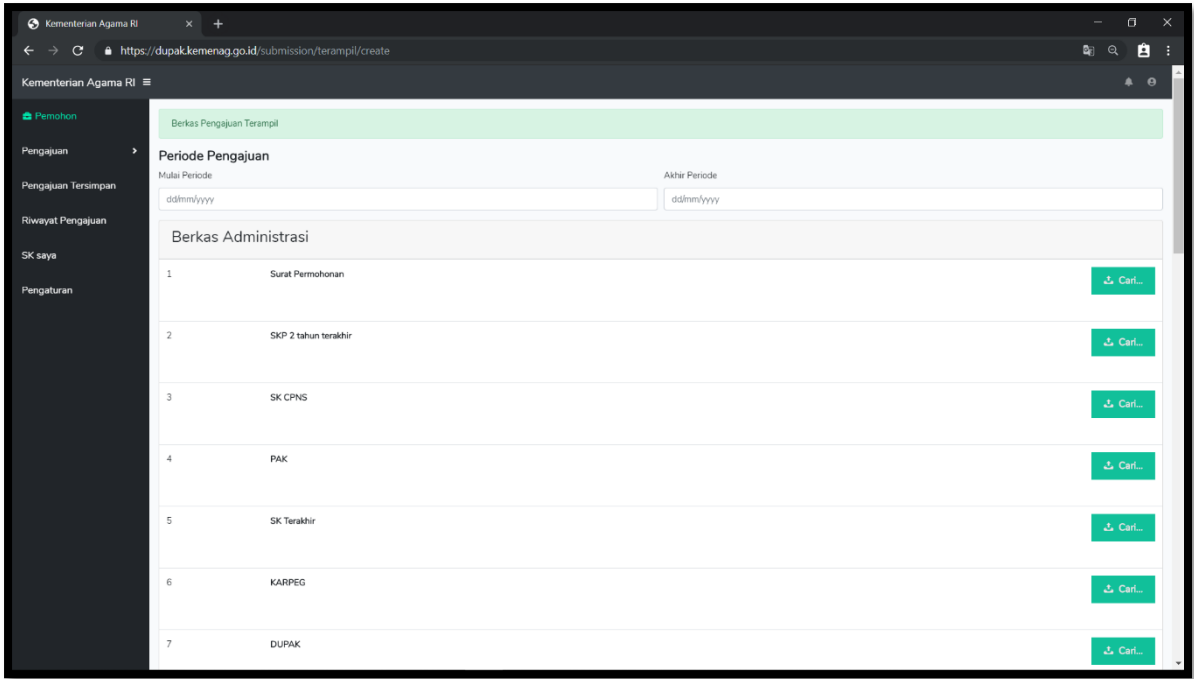 Kementerian Agama RI
https://dupak.kemenag.go.id/submission/terampil/create
Kementerian Agama RI
Pemohon
Pengajuan
Pengajuan Tersimpan
Riwayat Pengajuan
SK saya
Pengaturan
Berkas Pengajuan Terampil
Periode Pengajuan
Mulai Periode Akhir Periode
dd/mm/yyyy dd/mm/yyyy
Berkas Administrasi
1 Surat Permohonan Cari...
2 SKP 2 tahun terakhir Cari...
3 SK CPNS Cari...
4 PAK Cari...
5 SK Terakhir Cari...
6 KARPEG Cari...
7 DUPAK Cari...